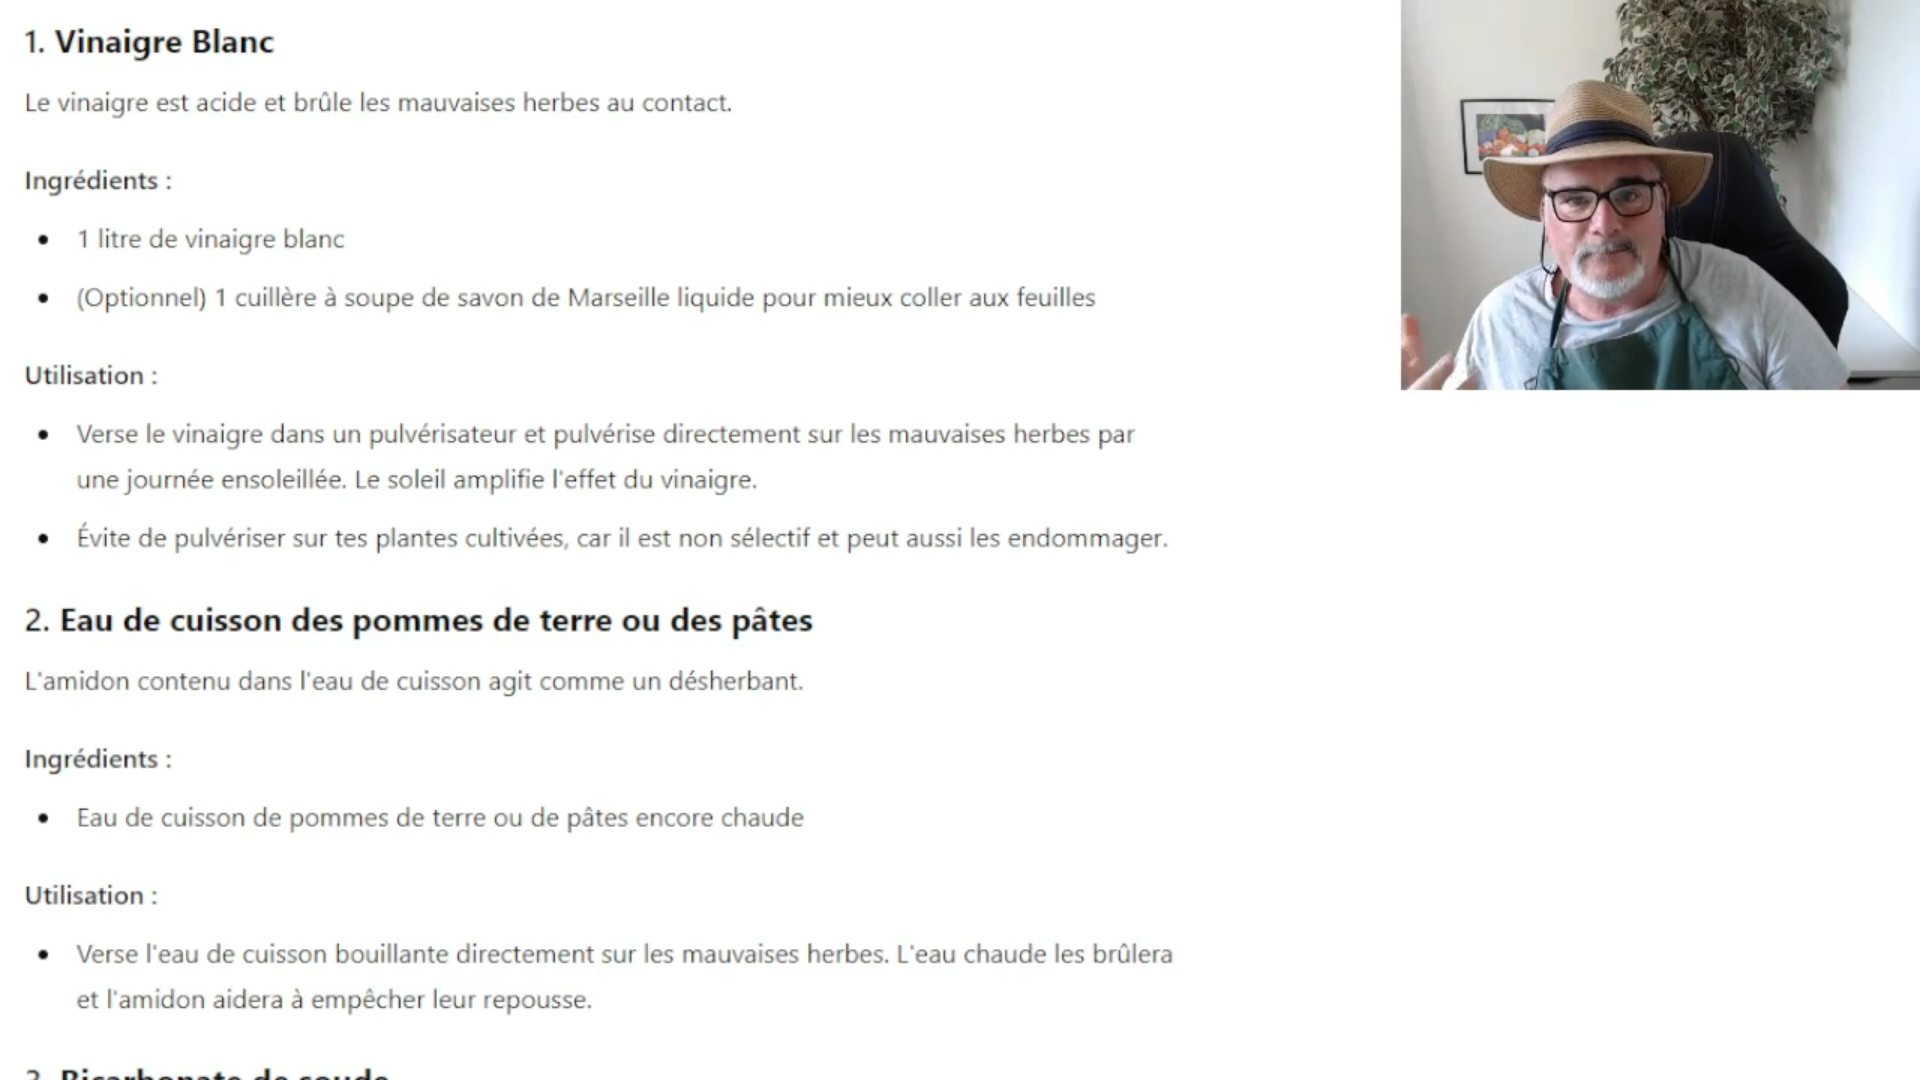 1. Vinaigre Blanc
Le vinaigre est acide et brûle les mauvaises herbes au contact.
Ingrédients :
• 1 litre de vinaigre blanc
• (Optionnel) 1 cuillère à soupe de savon de Marseille liquide pour mieux coller aux feuilles
Utilisation :
• Verse le vinaigre dans un pulvérisateur et pulvérise directement sur les mauvaises herbes par
une journée ensoleillée. Le soleil amplifie l'effet du vinaigre.
• Évite de pulvériser sur tes plantes cultivées, car il est non sélectif et peut aussi les endommager.
2. Eau de cuisson des pommes de terre ou des pâtes
L'amidon contenu dans l'eau de cuisson agit comme un désherbant.
Ingrédients :
• Eau de cuisson de pommes de terre ou de pâtes encore chaude
Utilisation :
• Verse l'eau de cuisson bouillante directement sur les mauvaises herbes. L'eau chaude les brûlera
et l'amidon aidera à empêcher leur repousse.
3. Bicarbonate de soude